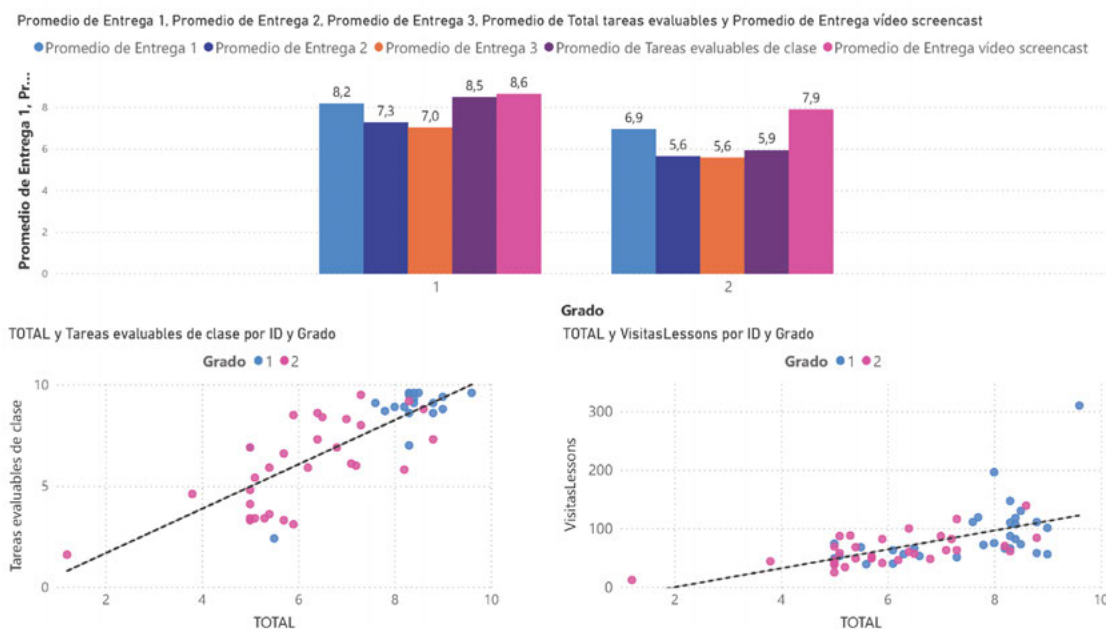 Promedio de Entrega 1, Promedio de Entrega 2, Promedio de Entrega 3, Promedio de Total tareas evaluables y Promedio de Entrega vídeo screencast
Promedio de Entrega 1 Promedio de Entrega 2 Promedio de Entrega 3 Promedio de Tareas evaluables de clase Promedio de Entrega vídeo screencast
Promedio de Entrega 1, Pr...
8
6
4
2
0
8,2
7,3
7,0
8,5
8,6
6,9
5,6
5,6
5,9
7,9
1
2
Grado
TOTAL y Tareas evaluables de clase por ID y Grado
Grado 1 2
Tareas evaluables de clase
10
5
0
2
4
6
8
10
TOTAL
TOTAL y VisitasLessons por ID y Grado
Grado 1 2
VisitasLessons
300
200
100
0
2
4
6
8
10
TOTAL